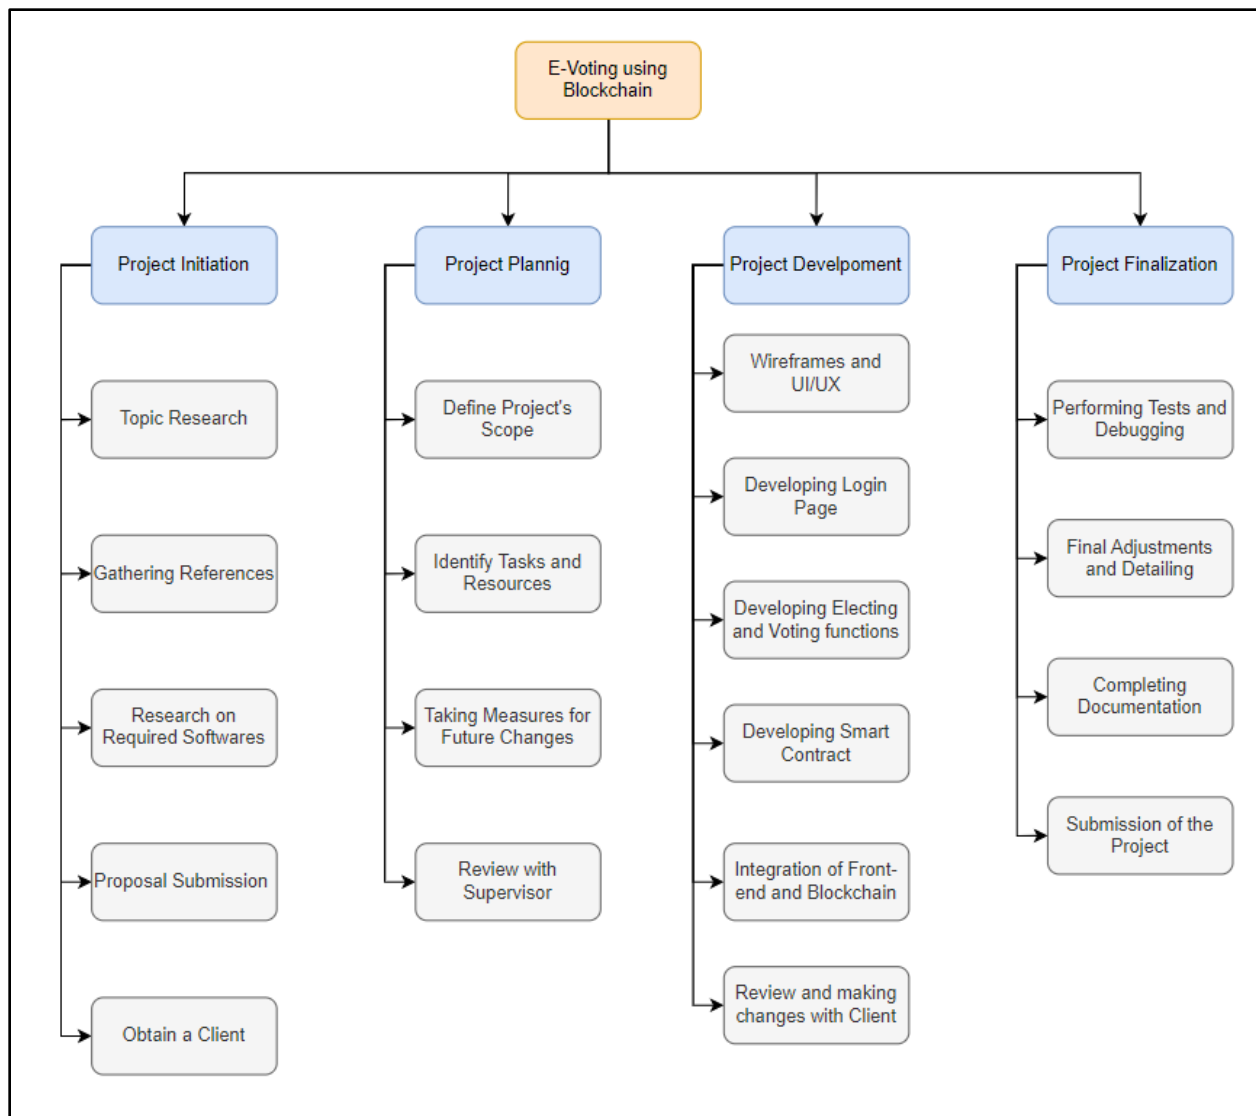 E-Voting using
Blockchain
Project Initiation
Topic Research
Gathering References
Research on
Required Softwares
Proposal Submission
Obtain a Client
Project Plannig
Define Project's
Scope
Identify Tasks and
Resources
Taking Measures for
Future Changes
Review with
Supervisor
Project Develpoment
Wireframes and
UI/UX
Developing Login
Page
Developing Electing
and Voting functions
Developing Smart
Contract
Integration of Front-
end and Blockchain
Review and making
changes with Client
Project Finalization
Performing Tests and
Debugging
Final Adjustments
and Detailing
Completing
Documentation
Submission of the
Project